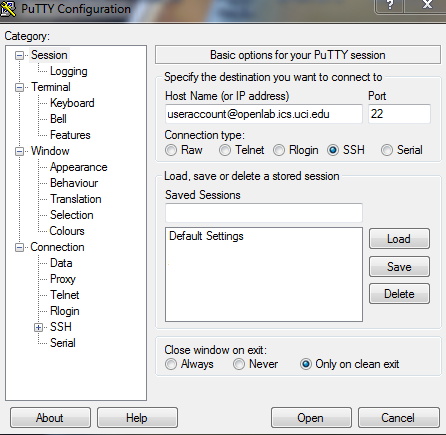 PuTTY Configuration
Category:
Session
Logging
Terminal
Keyboard
Bell
Features
Window
Appearance
Behaviour
Translation
Selection
Colours
Connection
Data
Proxy
Telnet
Rlogin
SSH
Serial
Basic options for your PuTTY session
Specify the destination you want to connect to
Host Name (or IP address) Port
useraccount@openlab.ics.uci.edu 22
Connection type:
Raw Telnet Rlogin SSH Serial
Load, save or delete a stored session
Saved Sessions
Default Settings
Load
Save
Delete
Close window on exit:
Always Never Only on clean exit
About Help Open Cancel